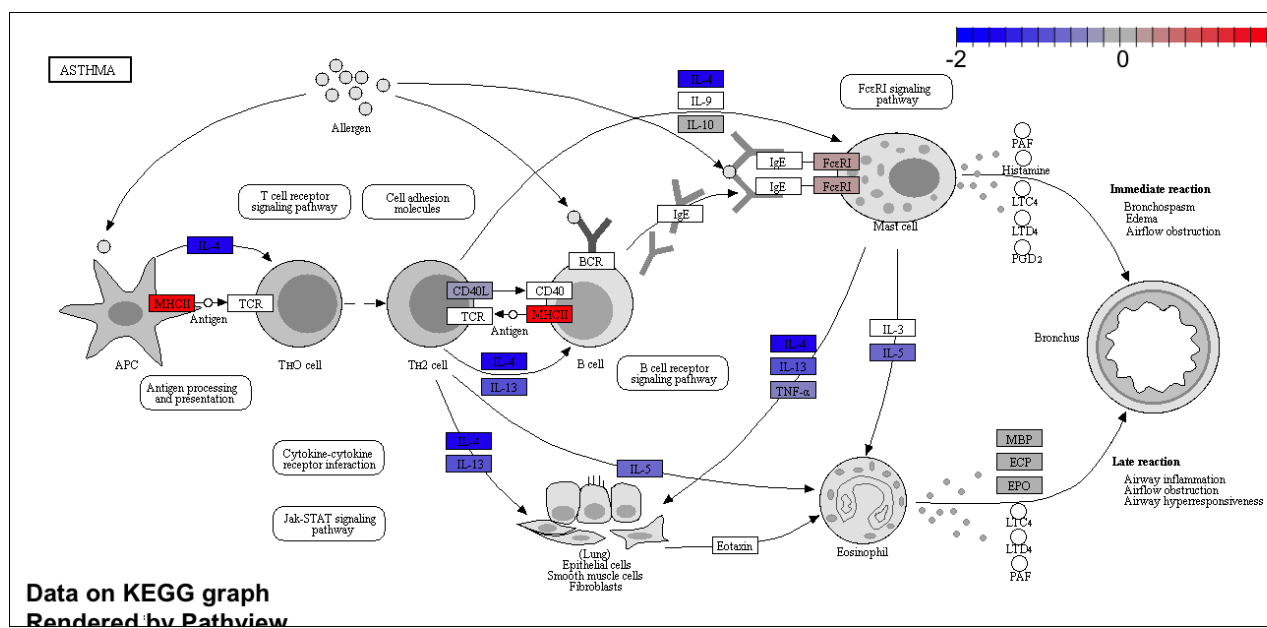 -2
0
ASTHMA
Allergen
IL-4
IL-9
IL-10
FcεRI signaling
pathway
T cell receptor
signaling pathway
Cell adhesion
molecules
IgE
FcεRI
IgE
FcεRI
IgE
Mast cell
PAF
Histamine
LTC4
LTD4
PGD2
Immediate reaction
Bronchospasm
Edema
Airflow obstruction
IL-4
BCR
MHCII
Antigen
TCR
CD40L
CD40
TCR
MHCII
Antigen
APC
TH0 cell
TH2 cell
B cell
IL-4
IL-13
B cell receptor
signaling pathway
Antigen processing
and presentation
IL-4
IL-13
TNF-α
IL-3
IL-5
Bronchus
Cytokine-cytokine
receptor interaction
IL-4
IL-13
IL-5
Jak-STAT signaling
pathway
(Lung)
Epithelial cells
Smooth muscle cells
Fibroblasts
Eotaxin
Eosinophil
MBP
ECP
EPO
LTC4
LTD4
PAF
Late reaction
Airway inflammation
Airflow obstruction
Airway hyperresponsiveness
Data on KEGG graph
Rendered by Pathview